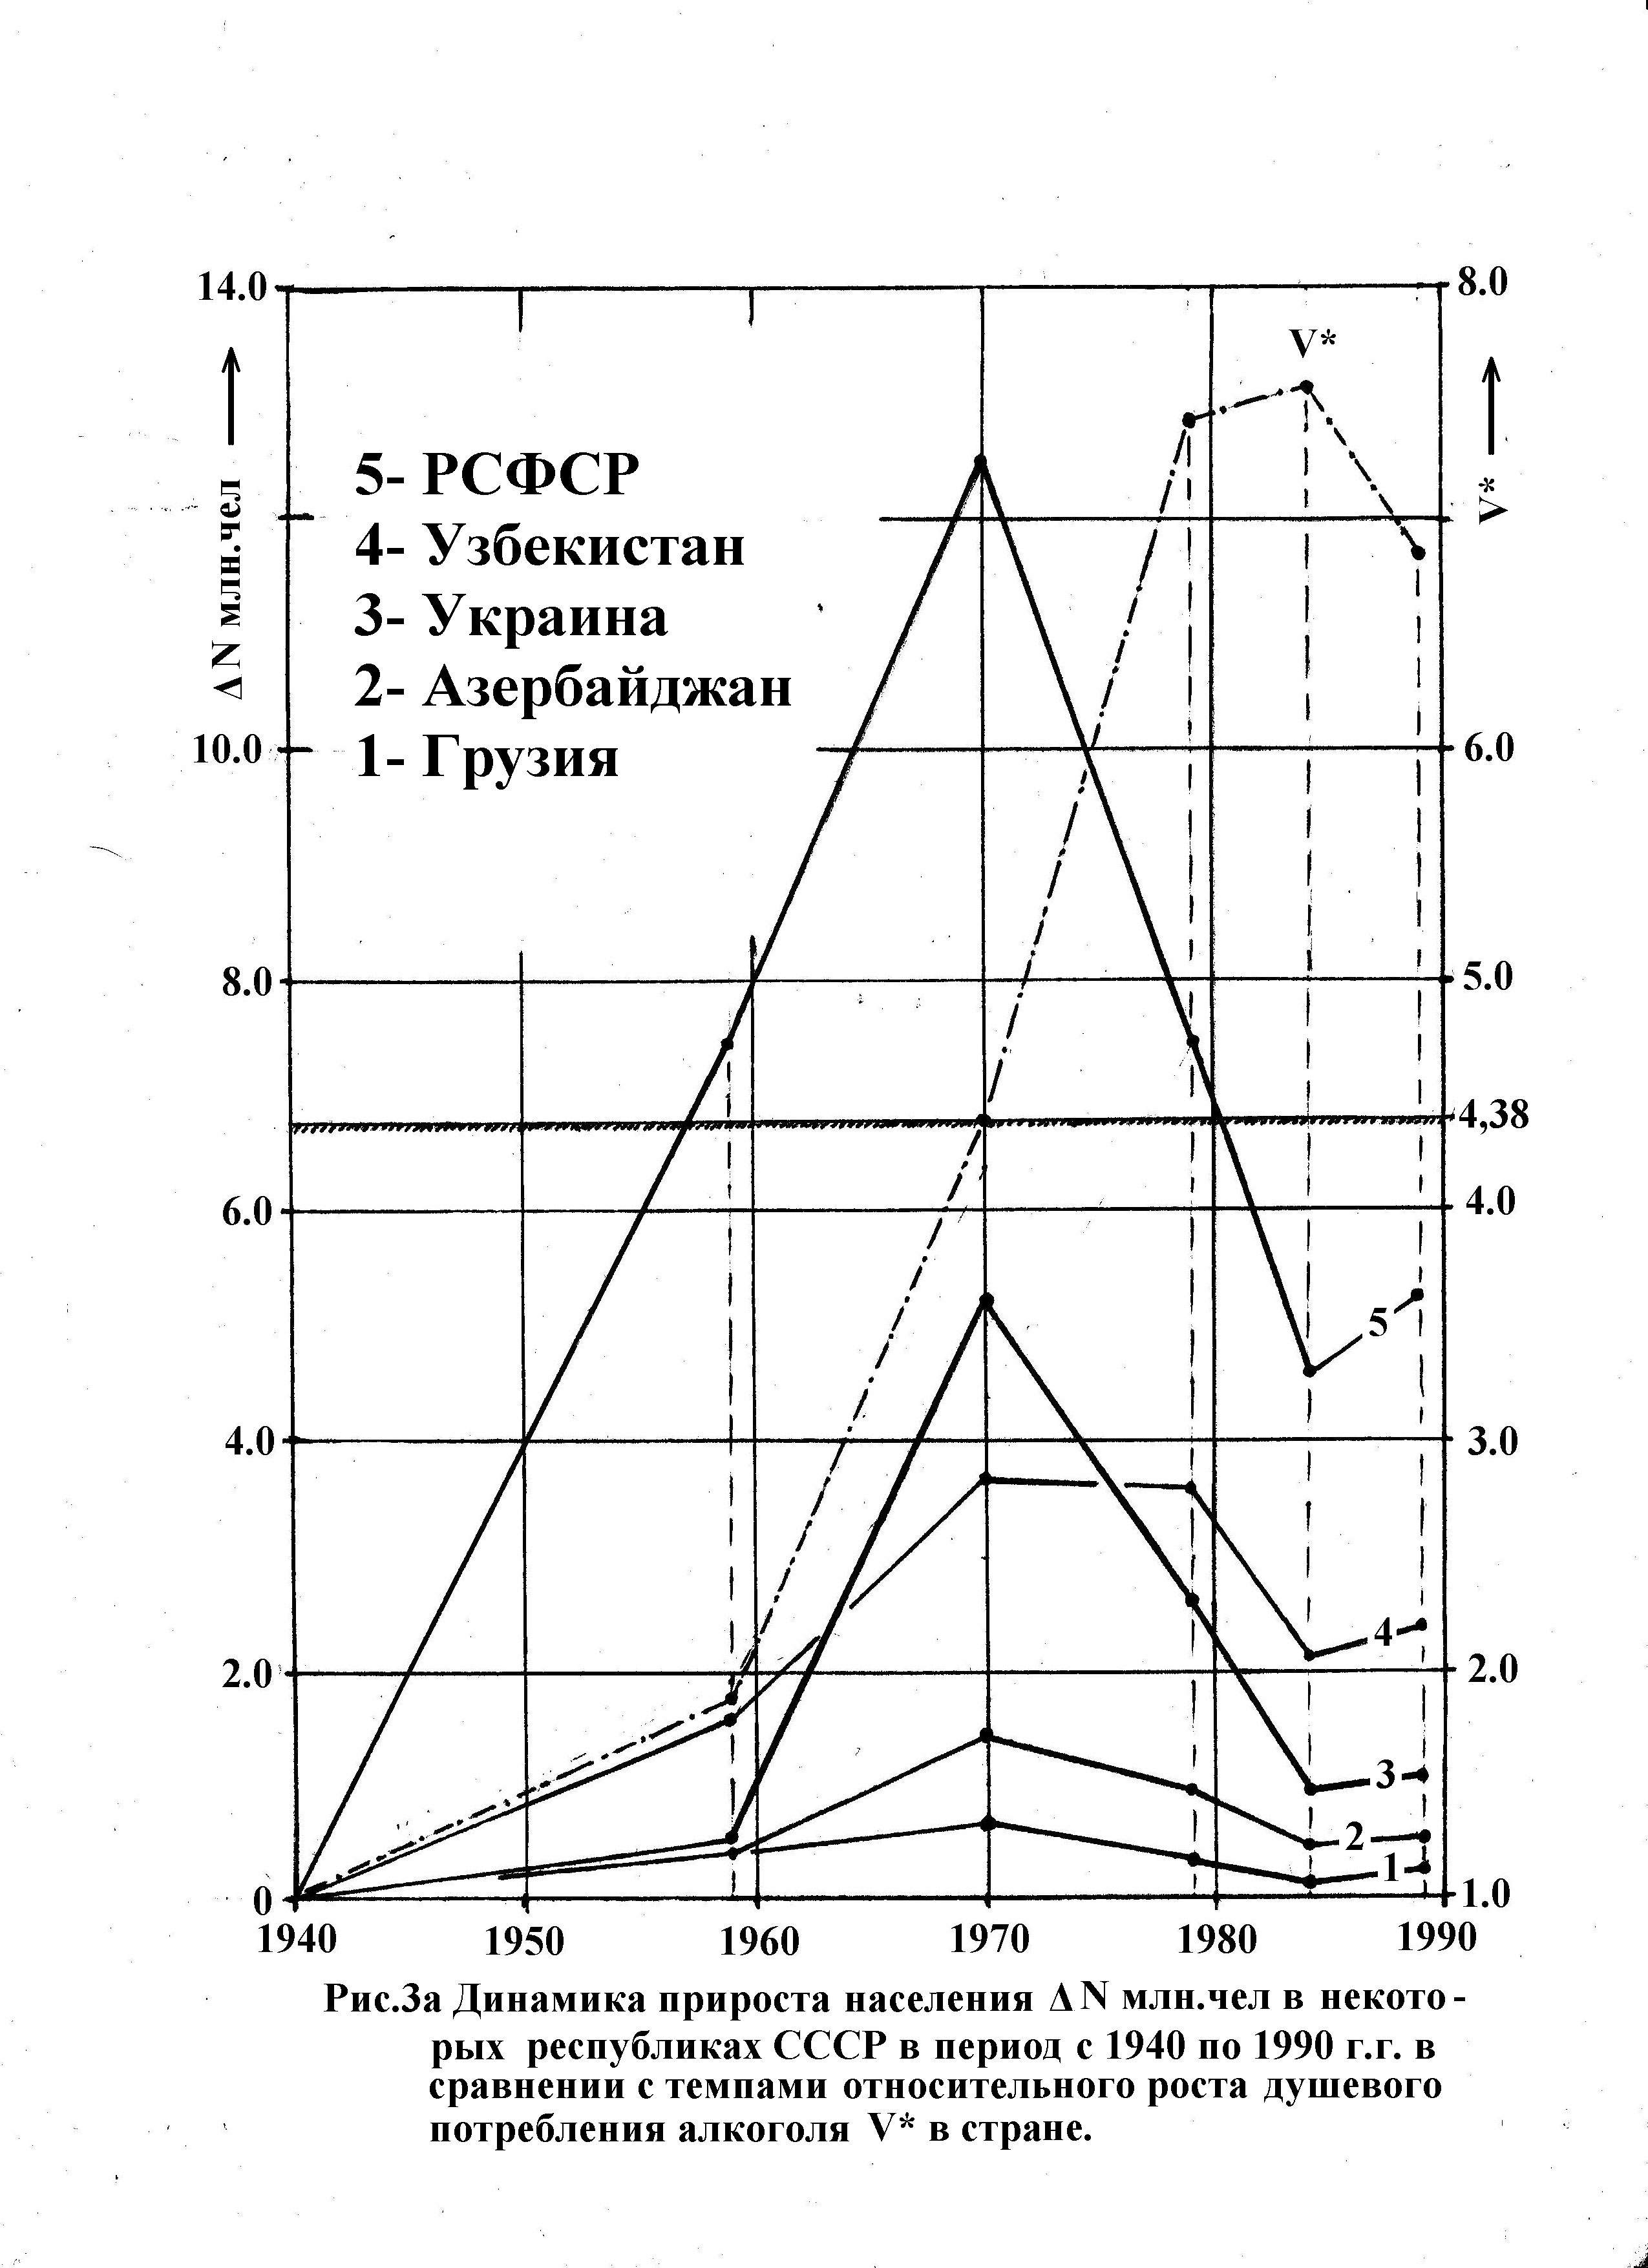 14.0
8.0
V*
Δ N млн.чел
V*
5- РСФСР
4- Узбекистан
3- Украина
2- Азербайджан
1- Грузия
10.0
6.0
8.0
5.0
4,38
6.0
4.0
5
4.0
3.0
4
2.0
2.0
3
2
1
0
1.0
1940 1950 1960 1970 1980 1990
Рис.3а Динамика прироста населения Δ N млн.чел в некото-
рых республиках СССР в период с 1940 по 1990 г.г. в
сравнении с темпами относительного роста душевого
потребления алкоголя V* в стране.